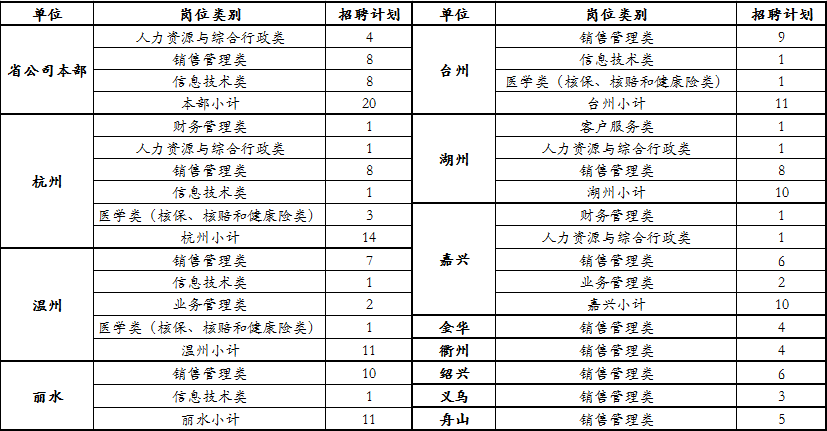 单位 岗位类别 招聘计划 单位 岗位类别 招聘计划
省公司本部 人力资源与综合行政类 4 台州 销售管理类 9
销售管理类 8 信息技术类 1
信息技术类 8 医学类（核保、核赔和健康险类） 1
本部小计 20 台州小计 11
杭州 财务管理类 1 湖州 客户服务类 1
人力资源与综合行政类 1 人力资源与综合行政类 1
销售管理类 8 销售管理类 8
信息技术类 1 湖州小计 10
医学类（核保、核赔和健康险类） 3 嘉兴 财务管理类 1
杭州小计 14 人力资源与综合行政类 1
温州 销售管理类 7 销售管理类 6
信息技术类 1 业务管理类 2
业务管理类 2 嘉兴小计 10
医学类（核保、核赔和健康险类） 1 金华 销售管理类 4
温州小计 11 衢州 销售管理类 4
丽水 销售管理类 10 绍兴 销售管理类 6
信息技术类 1 义乌 销售管理类 3
丽水小计 11 舟山 销售管理类 5